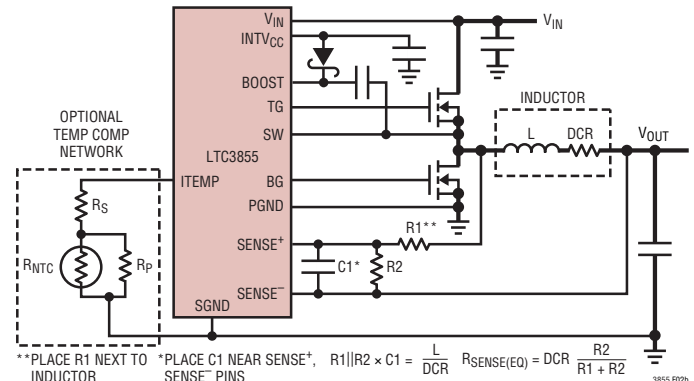 VIN
INTVCC
BOOST
TG
SW
LTC3855
ITEMP
BG
PGND
SENSE+
SENSE–
SGND
VIN
INDUCTOR
L DCR
VOUT
OPTIONAL
TEMP COMP
NETWORK
RS
RNTC
RP
R1**
C1*
R2
**PLACE R1 NEXT TO
INDUCTOR
*PLACE C1 NEAR SENSE+,
SENSE– PINS
R1||R2 × C1 = L/DCR
RSENSE(EQ) = DCR R2/(R1 + R2)
3855 F02b